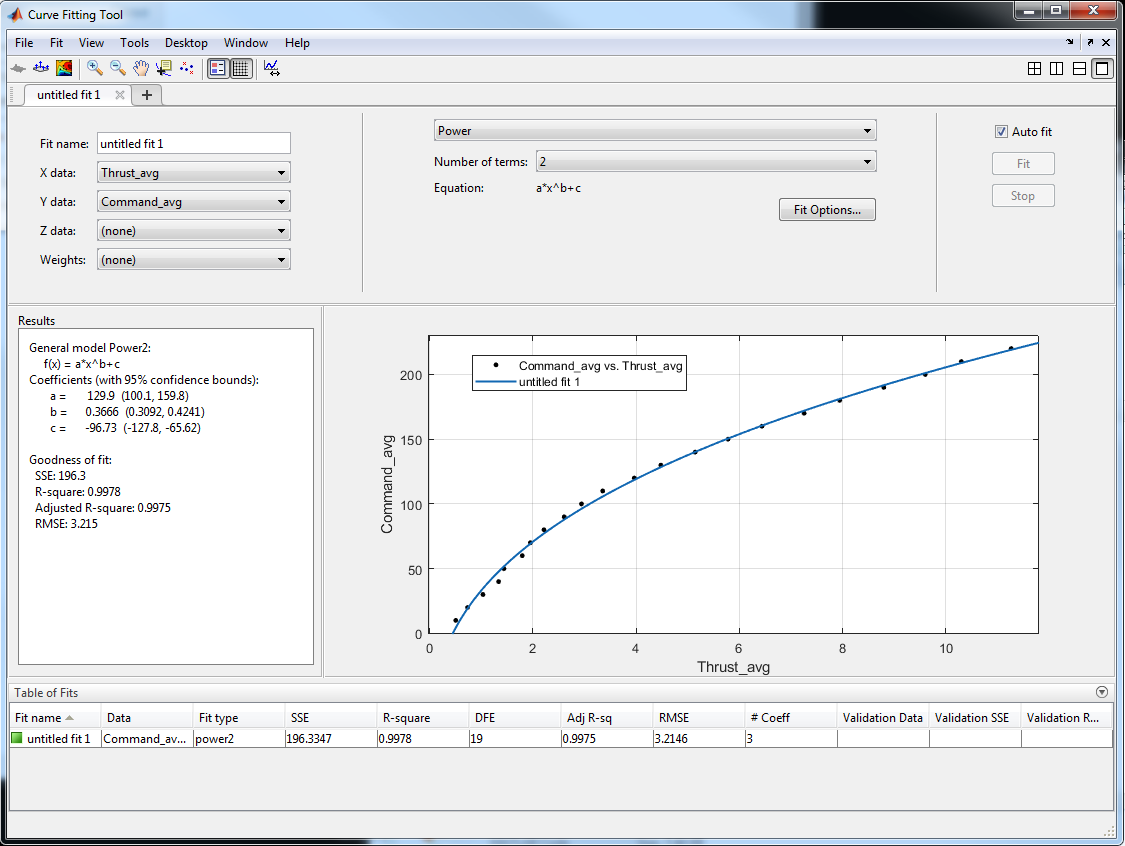 Curve Fitting Tool
File Fit View Tools Desktop Window Help
untitled fit 1
Fit name: untitled fit 1
X data: Thrust_avg
Y data: Command_avg
Z data: (none)
Weights: (none)
Power
Number of terms: 2
Equation: a*x^b+c
Fit Options...
Auto fit
Fit
Stop
Results
General model Power2:
f(x) = a*x^b+c
Coefficients (with 95% confidence bounds):
a = 129.9 (100.1, 159.8)
b = 0.3666 (0.3092, 0.4241)
c = -96.73 (-127.8, -65.62)
Goodness of fit:
SSE: 196.3
R-square: 0.9978
Adjusted R-square: 0.9975
RMSE: 3.215
Command_avg vs. Thrust_avg
untitled fit 1
Command_avg
200
150
100
50
0
0 2 4 6 8 10
Thrust_avg
Table of Fits
Fit name Data Fit type SSE R-square DFE Adj R-sq RMSE # Coeff Validation Data Validation SSE Validation R...
untitled fit 1 Command_av... power2 196.3347 0.9978 19 0.9975 3.2146 3